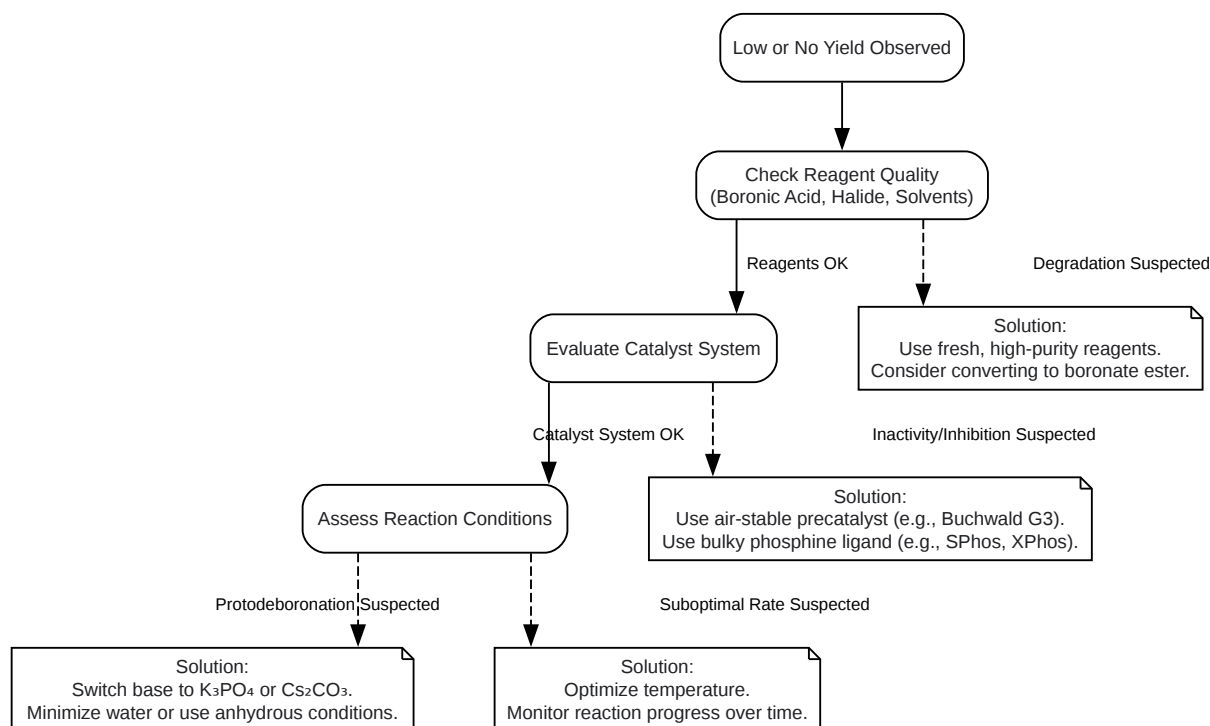 Low or No Yield Observed
Check Reagent Quality
(Boronic Acid, Halide, Solvents)
Reagents OK
Degradation Suspected
Solution:
Use fresh, high-purity reagents.
Consider converting to boronate ester.
Evaluate Catalyst System
Catalyst System OK
Inactivity/Inhibition Suspected
Solution:
Use air-stable precatalyst (e.g., Buchwald G3).
Use bulky phosphine ligand (e.g., SPhos, XPhos).
Assess Reaction Conditions
Protodeboronation Suspected
Suboptimal Rate Suspected
Solution:
Switch base to K₃PO₄ or Cs₂CO₃.
Minimize water or use anhydrous conditions.
Solution:
Optimize temperature.
Monitor reaction progress over time.